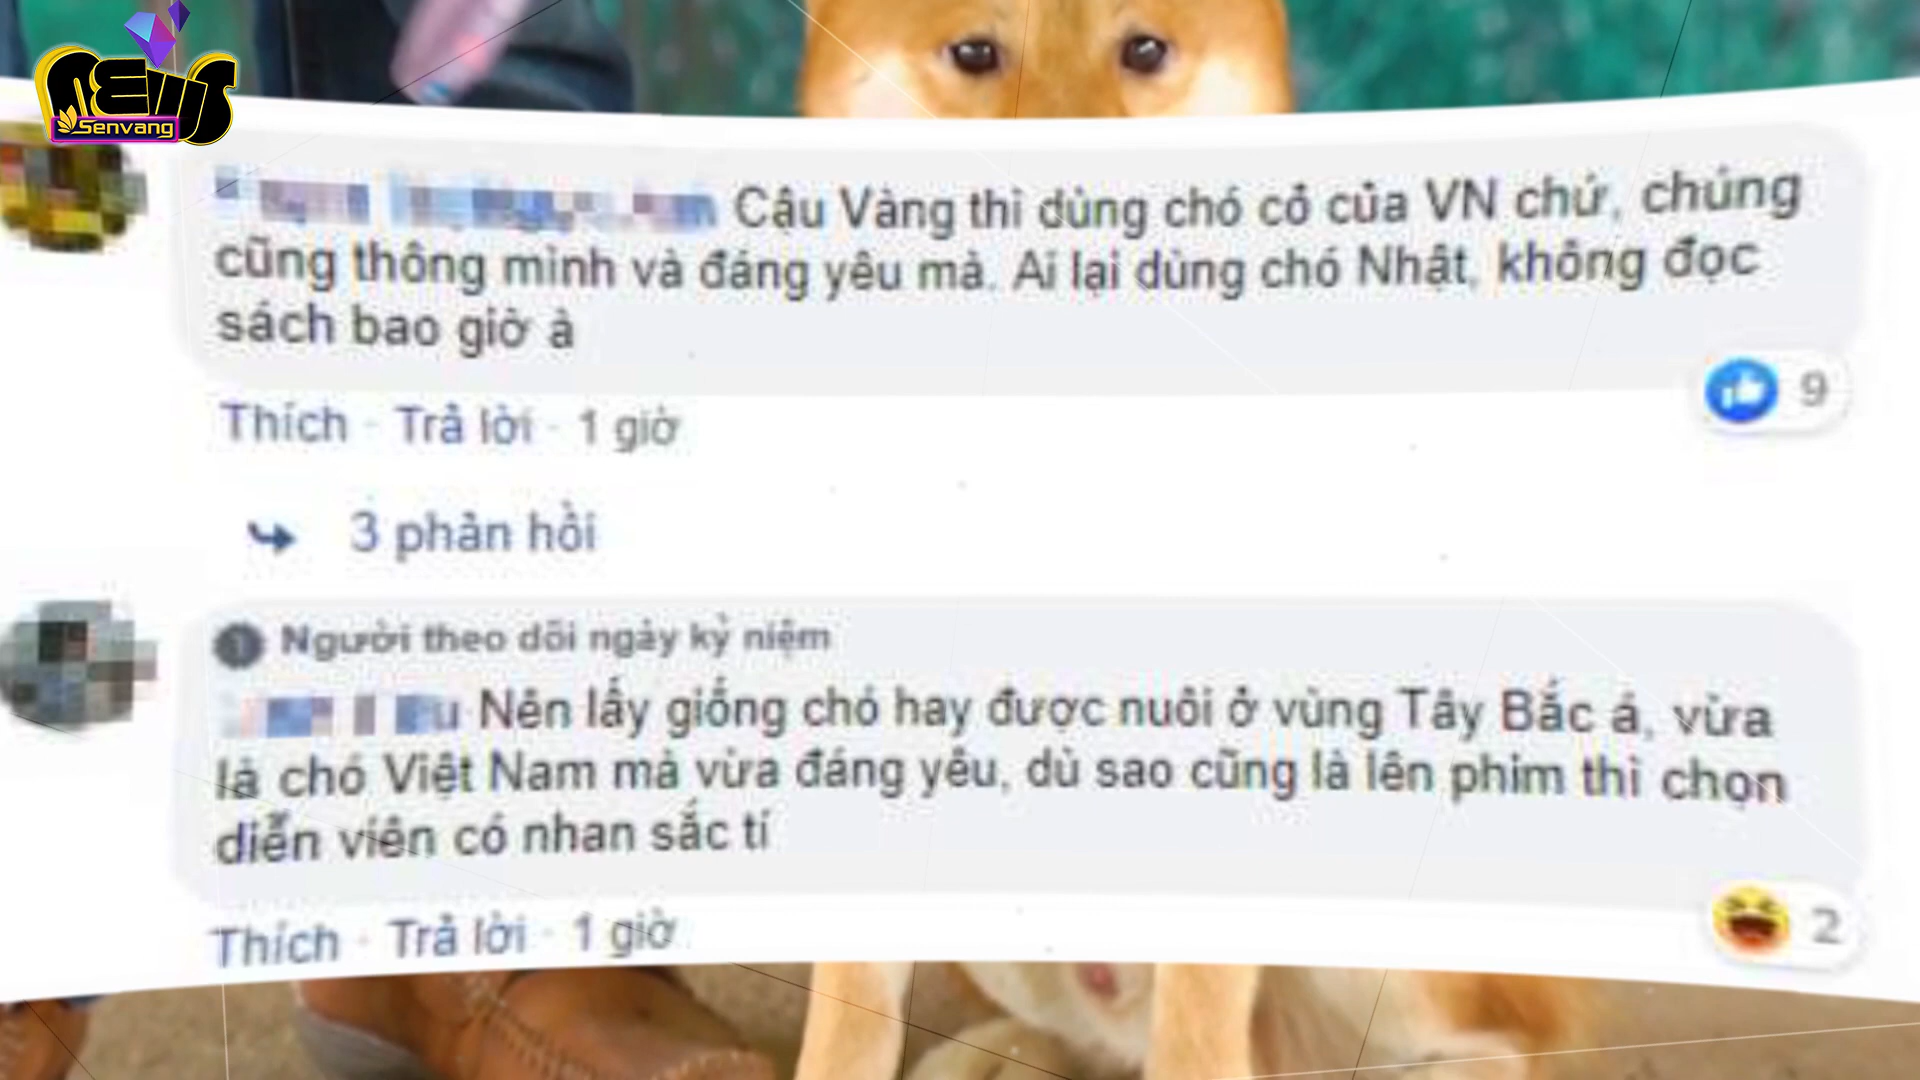 NEWS
Senvang
Cậu Vàng thì dùng chó cỏ của VN chứ, chúng
cũng thông minh và đáng yêu mà. Ai lại dùng chó Nhật, không đọc
sách bao giờ à
9
Thích · Trả lời · 1 giờ
3 phản hồi
Người theo dõi ngày kỷ niệm
u Nên lấy giống chó hay được nuôi ở vùng Tây Bắc á, vừa
là chó Việt Nam mà vừa đáng yêu, dù sao cũng là lên phim thì chọn
diễn viên có nhan sắc tí
2
Thích · Trả lời · 1 giờ